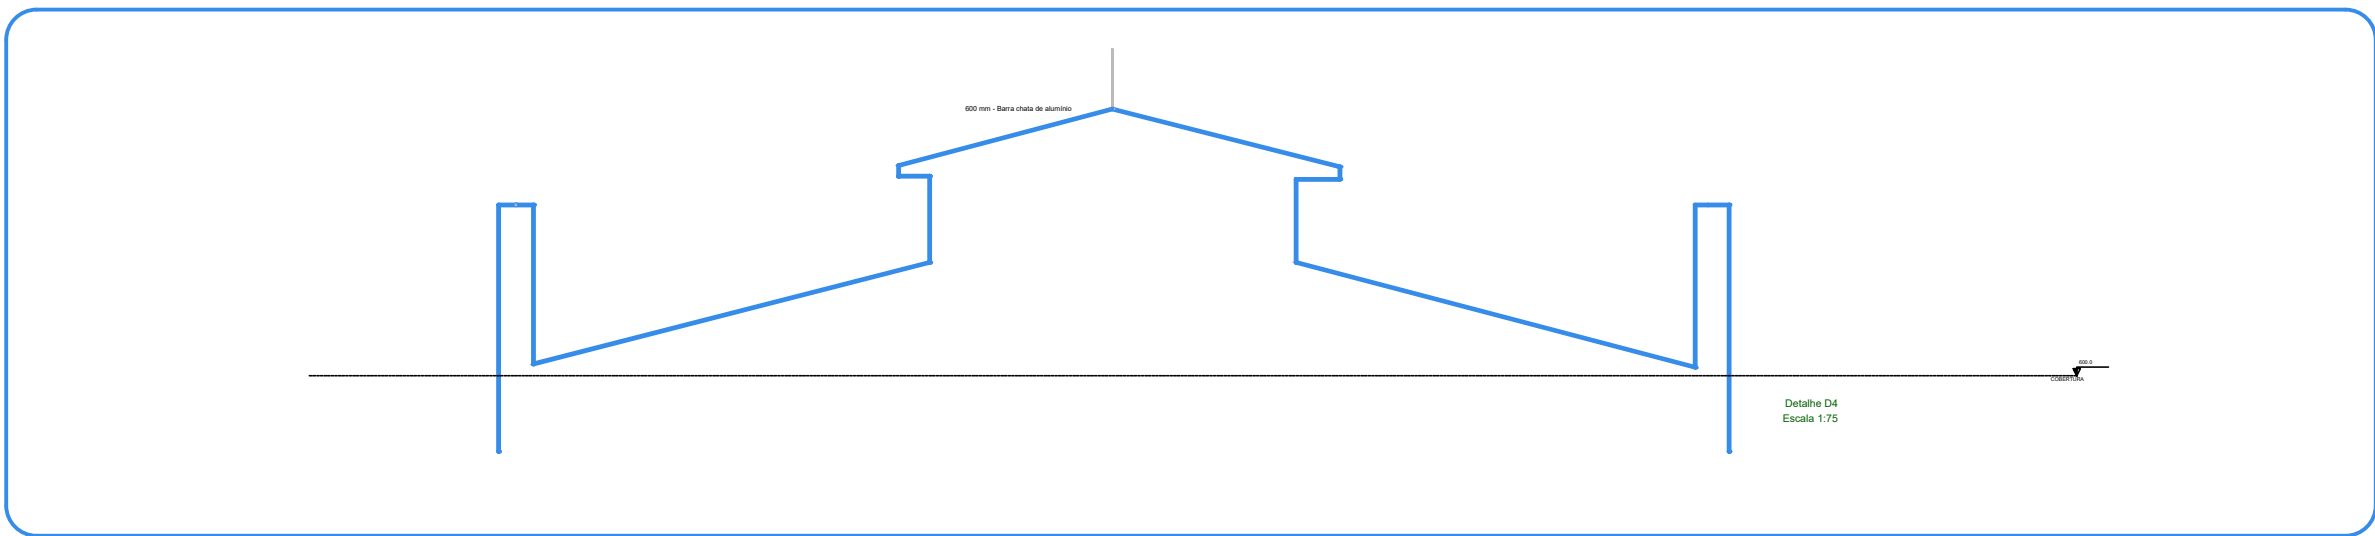 600 mm - Barra chata de alumínio
600.0
COBERTURA
Detalhe D4
Escala 1:75